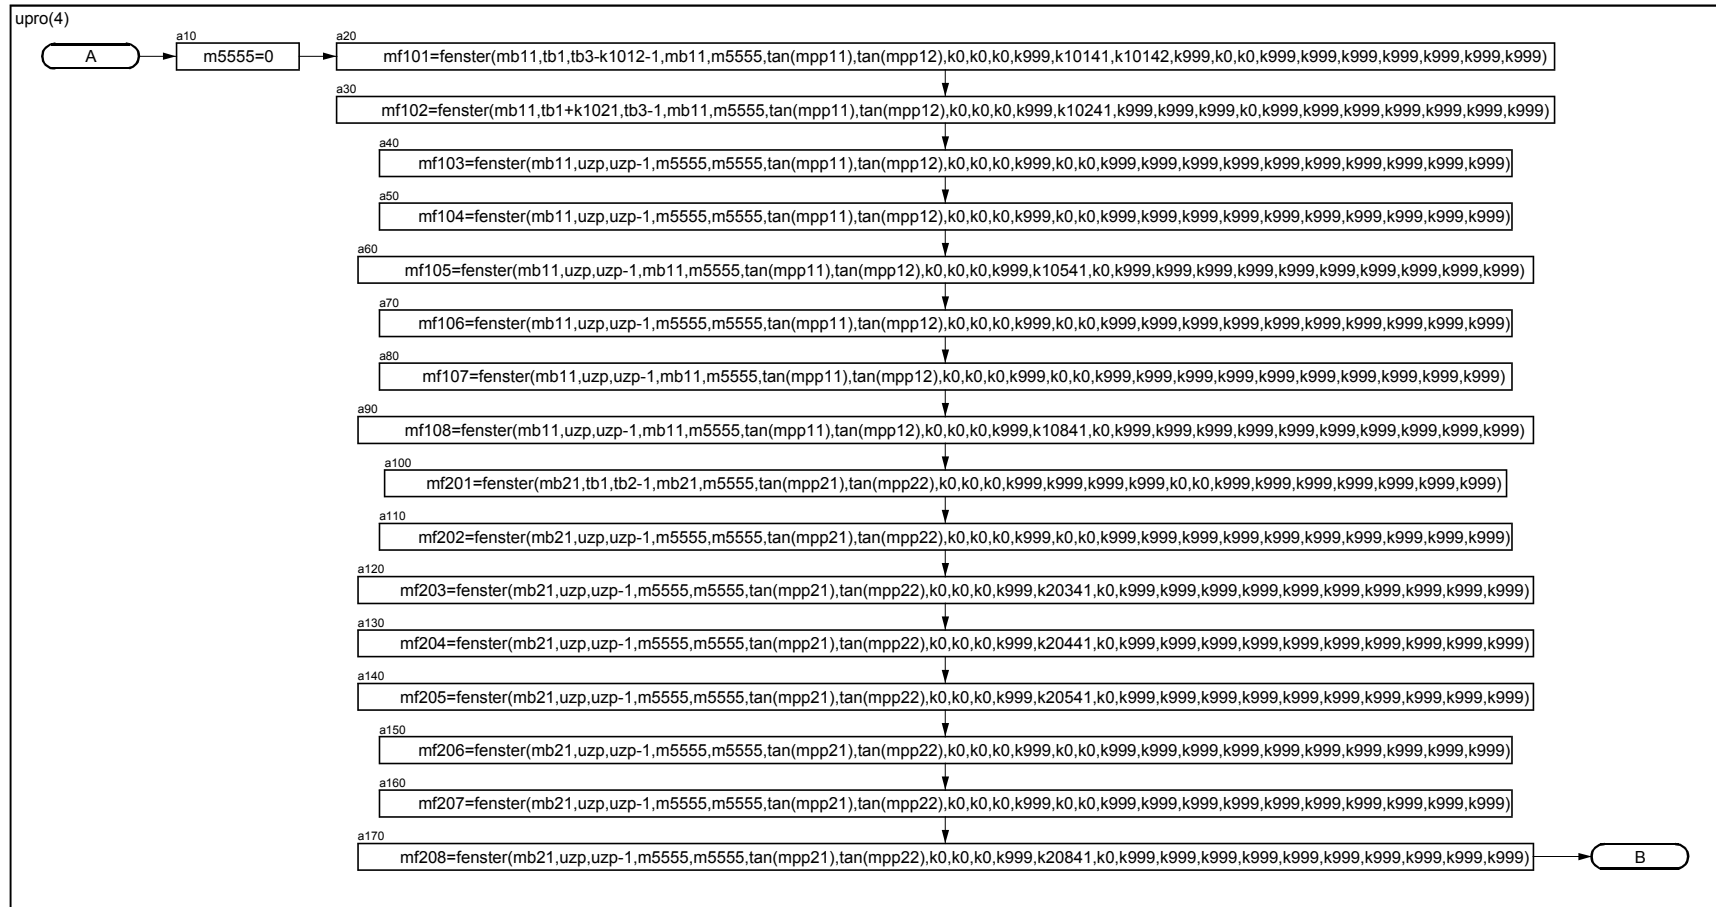 upro(4)
A
a10
m5555=0
a20
mf101=fenster(mb11,tb1,tb3-k1012-1,mb11,m5555,tan(mpp11),tan(mpp12),k0,k0,k0,k999,k10141,k10142,k999,k0,k0,k999,k999,k999,k999,k999,k999,k999)
a30
mf102=fenster(mb11,tb1+k1021,tb3-1,mb11,m5555,tan(mpp11),tan(mpp12),k0,k0,k0,k999,k10241,k999,k999,k999,k0,k999,k999,k999,k999,k999,k999,k999)
a40
mf103=fenster(mb11,uzp,uzp-1,m5555,m5555,tan(mpp11),tan(mpp12),k0,k0,k0,k999,k0,k0,k999,k999,k999,k999,k999,k999,k999,k999,k999,k999)
a50
mf104=fenster(mb11,uzp,uzp-1,m5555,m5555,tan(mpp11),tan(mpp12),k0,k0,k0,k999,k0,k0,k999,k999,k999,k999,k999,k999,k999,k999,k999,k999)
a60
mf105=fenster(mb11,uzp,uzp-1,mb11,m5555,tan(mpp11),tan(mpp12),k0,k0,k0,k999,k10541,k0,k999,k999,k999,k999,k999,k999,k999,k999,k999,k999)
a70
mf106=fenster(mb11,uzp,uzp-1,m5555,m5555,tan(mpp11),tan(mpp12),k0,k0,k0,k999,k0,k0,k999,k999,k999,k999,k999,k999,k999,k999,k999,k999)
a80
mf107=fenster(mb11,uzp,uzp-1,mb11,m5555,tan(mpp11),tan(mpp12),k0,k0,k0,k999,k0,k0,k999,k999,k999,k999,k999,k999,k999,k999,k999,k999)
a90
mf108=fenster(mb11,uzp,uzp-1,mb11,m5555,tan(mpp11),tan(mpp12),k0,k0,k0,k999,k10841,k0,k999,k999,k999,k999,k999,k999,k999,k999,k999,k999)
a100
mf201=fenster(mb21,tb1,tb2-1,mb21,m5555,tan(mpp21),tan(mpp22),k0,k0,k0,k999,k999,k999,k999,k0,k0,k999,k999,k999,k999,k999,k999,k999)
a110
mf202=fenster(mb21,uzp,uzp-1,m5555,m5555,tan(mpp21),tan(mpp22),k0,k0,k0,k999,k0,k0,k999,k999,k999,k999,k999,k999,k999,k999,k999,k999)
a120
mf203=fenster(mb21,uzp,uzp-1,m5555,m5555,tan(mpp21),tan(mpp22),k0,k0,k0,k999,k20341,k0,k999,k999,k999,k999,k999,k999,k999,k999,k999,k999)
a130
mf204=fenster(mb21,uzp,uzp-1,m5555,m5555,tan(mpp21),tan(mpp22),k0,k0,k0,k999,k20441,k0,k999,k999,k999,k999,k999,k999,k999,k999,k999,k999)
a140
mf205=fenster(mb21,uzp,uzp-1,m5555,m5555,tan(mpp21),tan(mpp22),k0,k0,k0,k999,k20541,k0,k999,k999,k999,k999,k999,k999,k999,k999,k999,k999)
a150
mf206=fenster(mb21,uzp,uzp-1,m5555,m5555,tan(mpp21),tan(mpp22),k0,k0,k0,k999,k0,k0,k999,k999,k999,k999,k999,k999,k999,k999,k999,k999)
a160
mf207=fenster(mb21,uzp,uzp-1,m5555,m5555,tan(mpp21),tan(mpp22),k0,k0,k0,k999,k0,k0,k999,k999,k999,k999,k999,k999,k999,k999,k999,k999)
a170
mf208=fenster(mb21,uzp,uzp-1,m5555,m5555,tan(mpp21),tan(mpp22),k0,k0,k0,k999,k20841,k0,k999,k999,k999,k999,k999,k999,k999,k999,k999,k999)
B